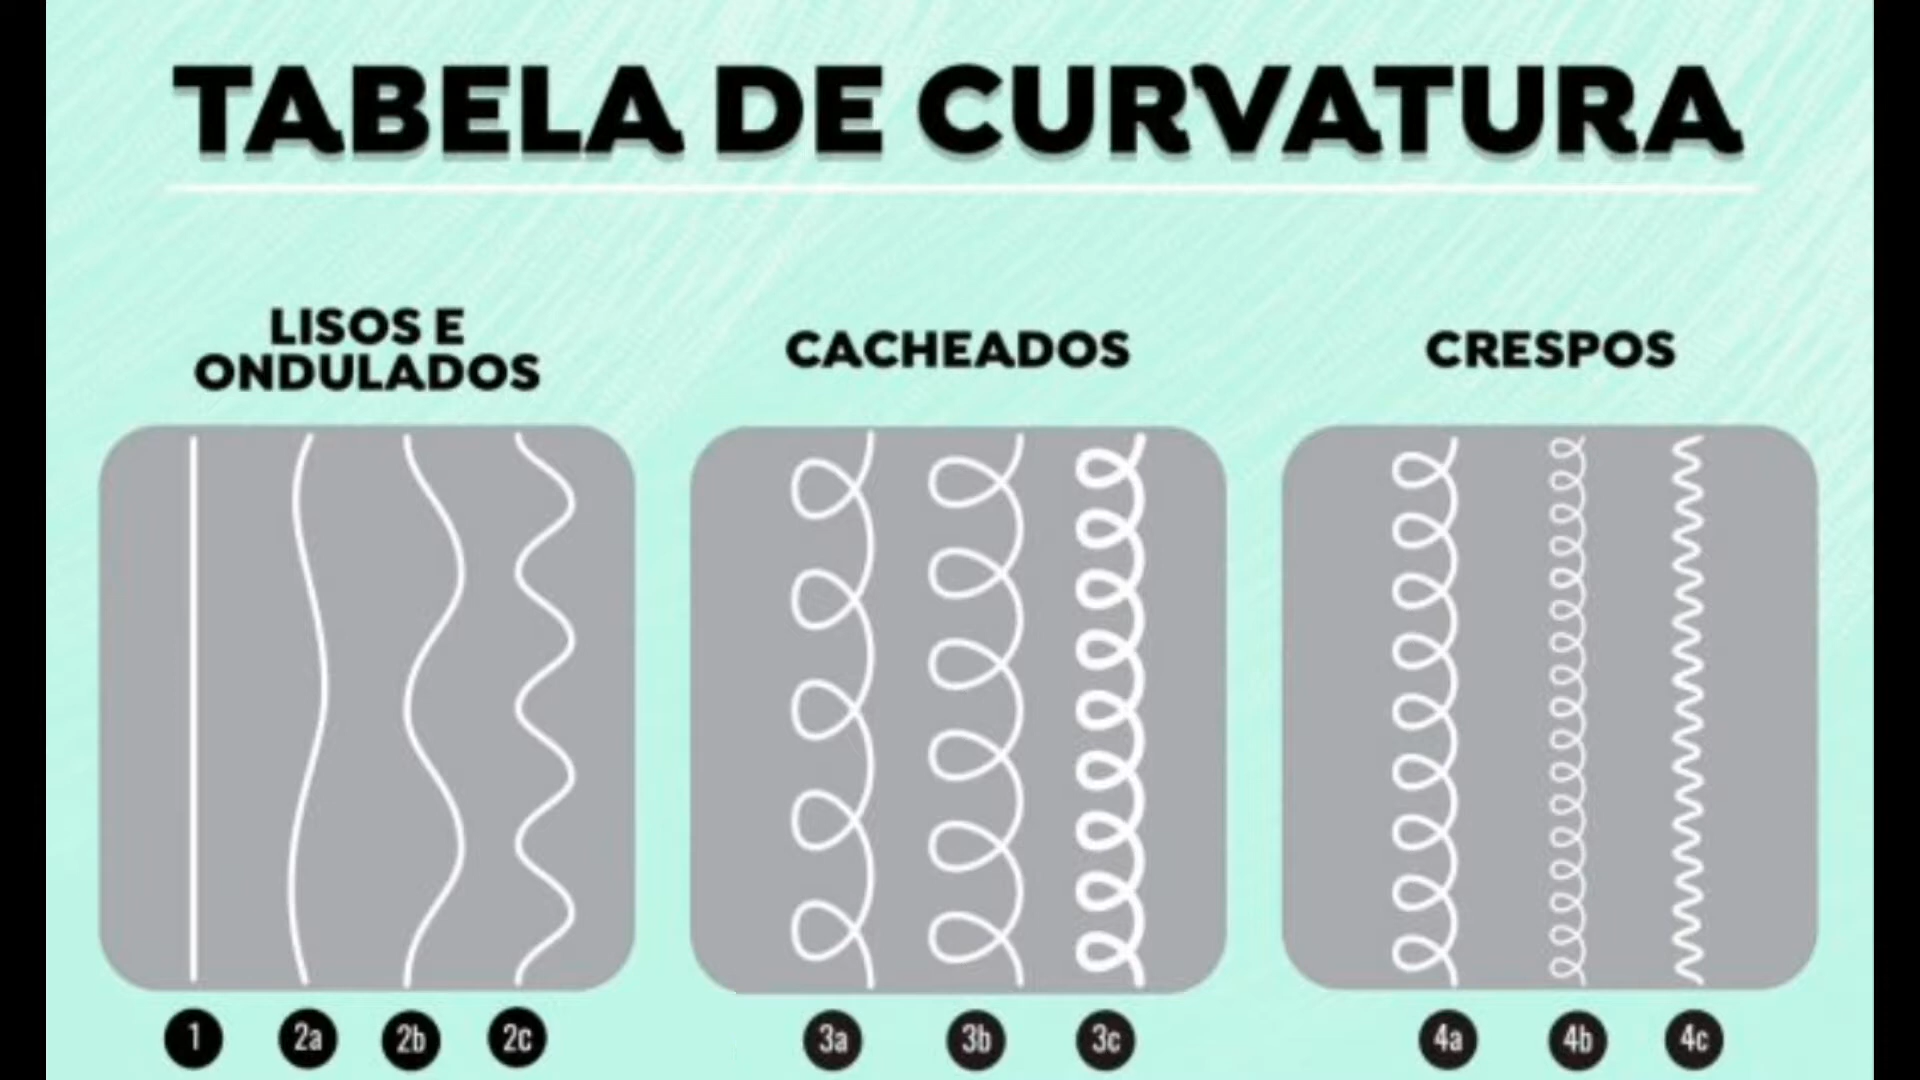 TABELA DE CURVATURA
LISOS E
ONDULADOS
CACHEADOS
CRESPOS
1 2a 2b 2c 3a 3b 3c 4a 4b 4c